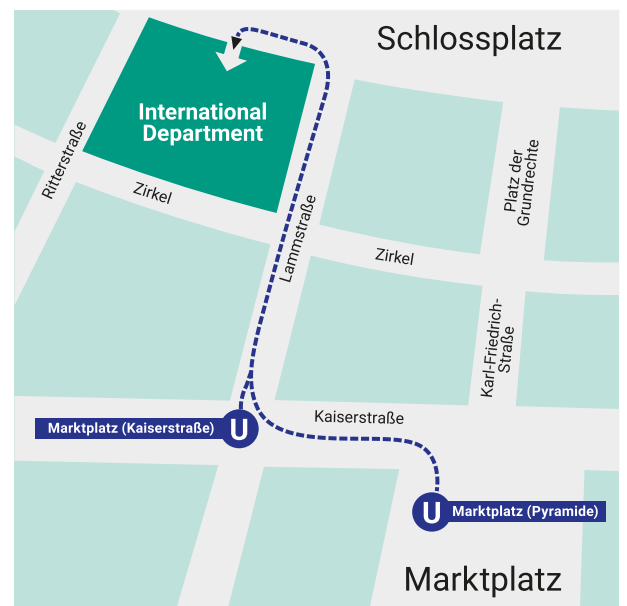 Schlossplatz
International
Department
Ritterstraße
Zirkel
Platz der
Grundrechte
Lammstraße
Zirkel
Karl-Friedrich-
Straße
Kaiserstraße
Marktplatz (Kaiserstraße)
U
U
Marktplatz (Pyramide)
Marktplatz